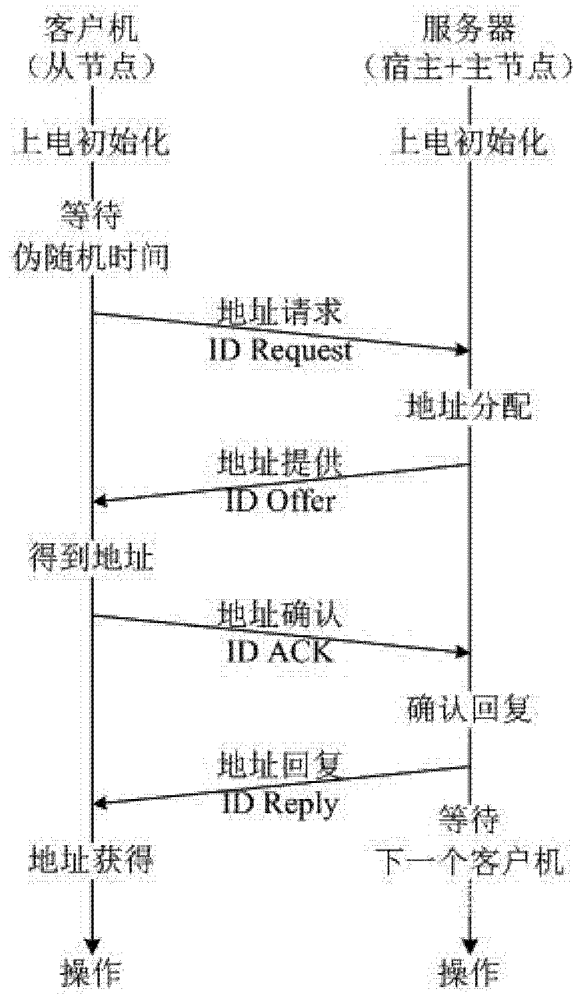 客户机
（从节点）
服务器
（宿主+主节点）
上电初始化
上电初始化
等待
伪随机时间
地址请求
ID Request
地址分配
地址提供
ID Offer
得到地址
地址确认
ID ACK
确认回复
地址回复
ID Reply
等待
下一个客户机
地址获得
操作
操作